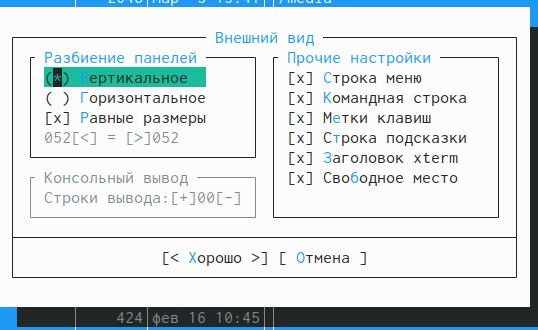 Внешний вид
Разбиение панелей
(*) Вертикальное
( ) Горизонтальное
[x] Равные размеры
052[<] = [>]052
Консольный вывод
Строки вывода:[+]00[-]
Прочие настройки
[x] Строка меню
[x] Командная строка
[x] Метки клавиш
[x] Строка подсказки
[x] Заголовок xterm
[x] Свободное место
[< Хорошо >] [ Отмена ]
424 фев 16 10:45